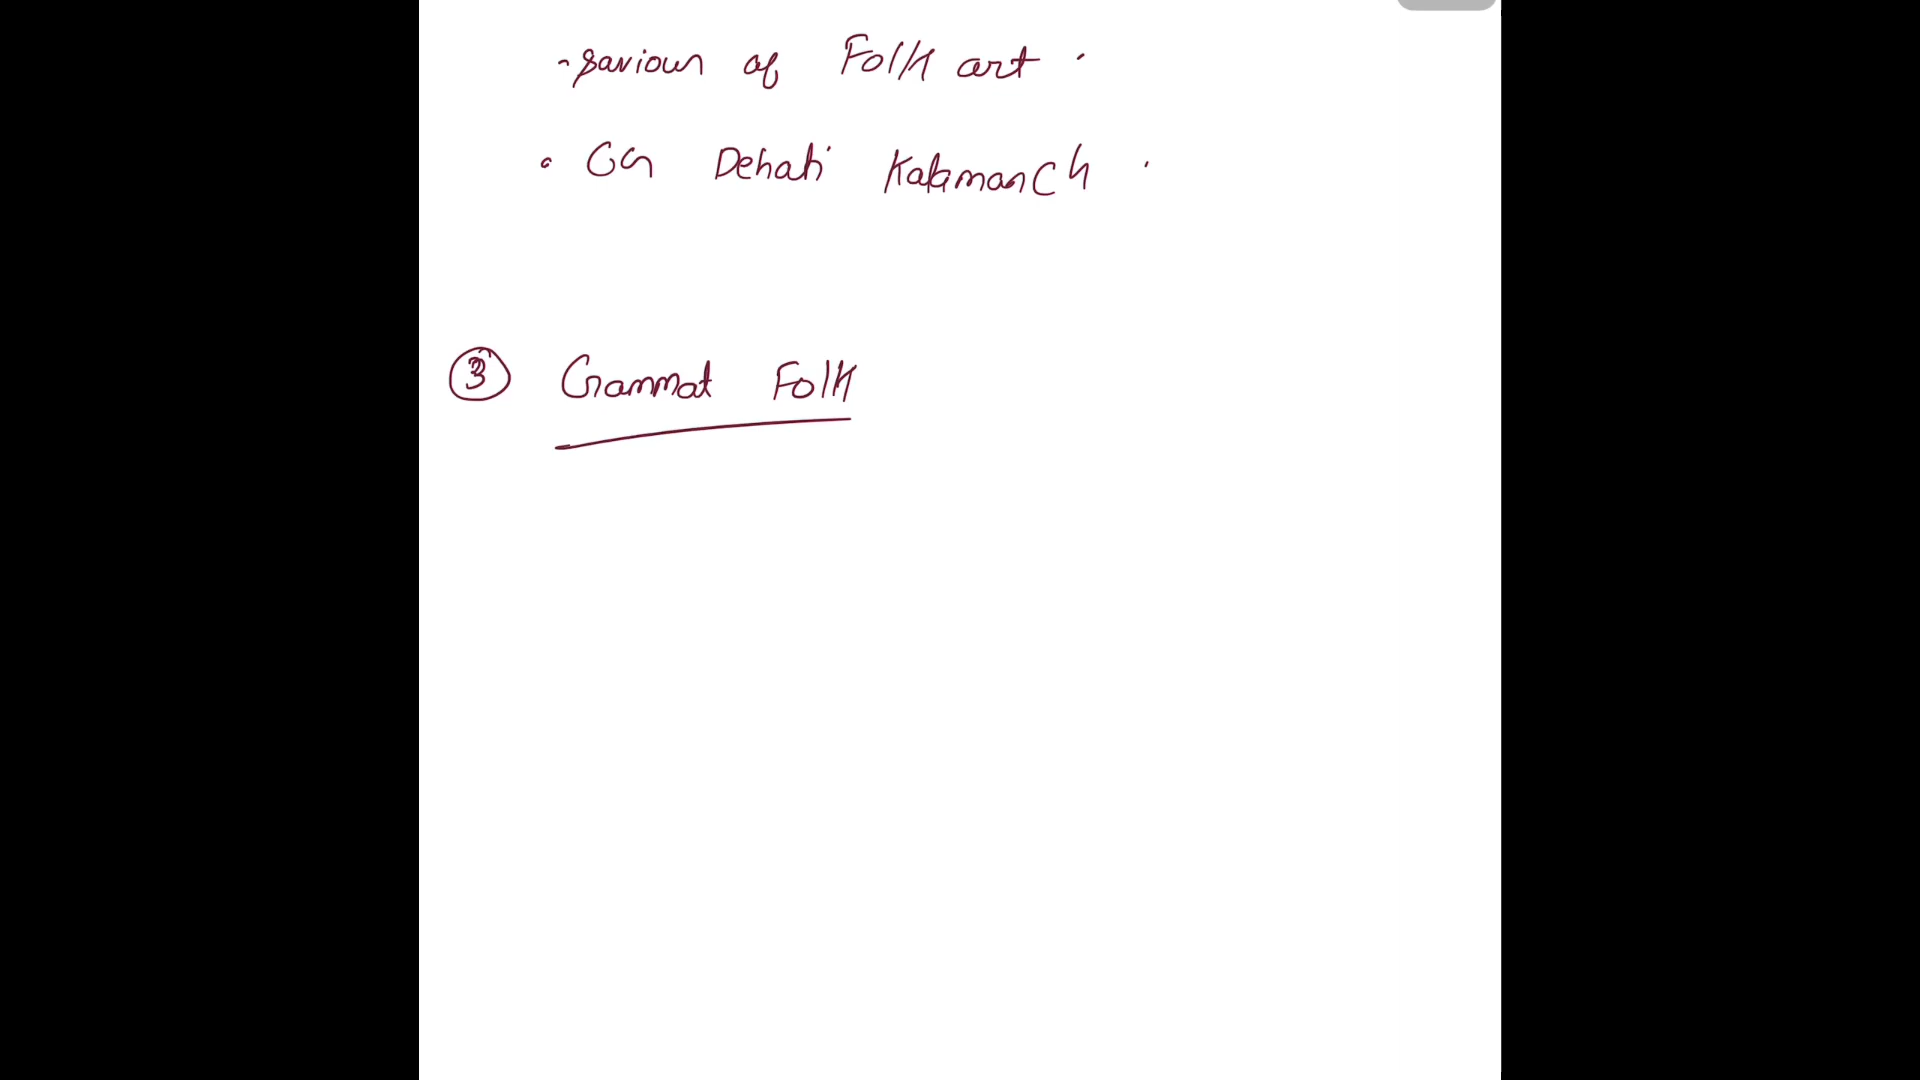 - saviour of Folk art .
• CG Dehati Kalamanch .
③ Gammat Folk